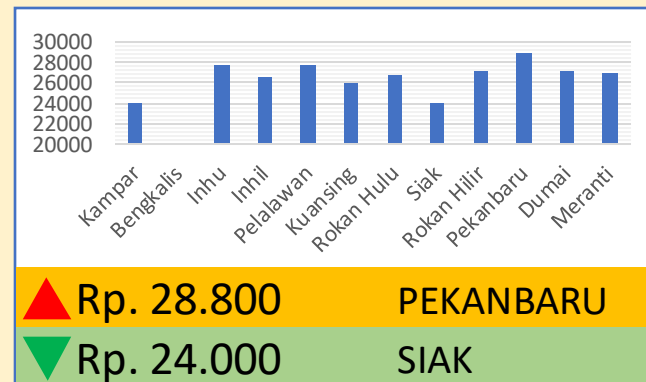 30000
28000
26000
24000
22000
20000
Kampar
Bengkalis
Inhu
Inhil
Pelalawan
Kuansing
Rokan Hulu
Siak
Rokan Hilir
Pekanbaru
Dumai
Meranti
Rp. 28.800 PEKANBARU
Rp. 24.000 SIAK